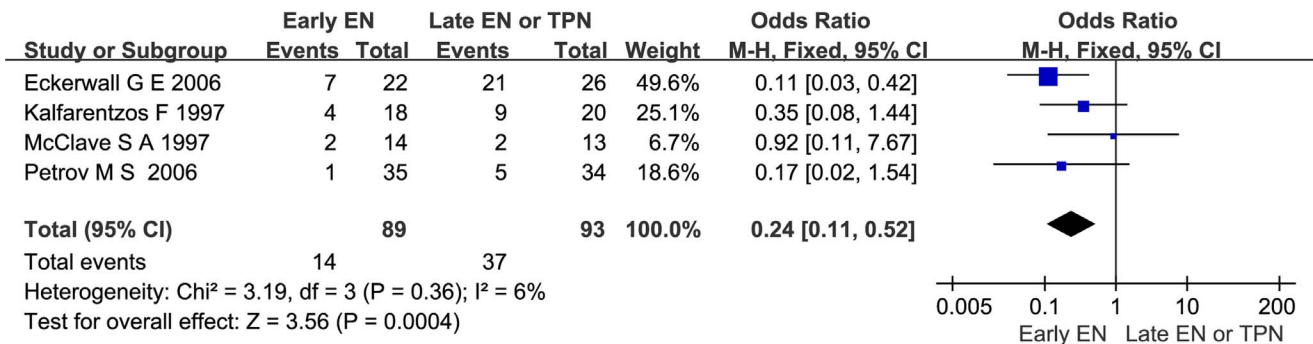 Early EN Late EN or TPN Odds Ratio Odds Ratio
Study or Subgroup Events Total Events Total Weight M-H, Fixed, 95% CI M-H, Fixed, 95% CI
Eckerwall G E 2006 7 22 21 26 49.6% 0.11 [0.03, 0.42]
Kalfarentzos F 1997 4 18 9 20 25.1% 0.35 [0.08, 1.44]
McClave S A 1997 2 14 2 13 6.7% 0.92 [0.11, 7.67]
Petrov M S 2006 1 35 5 34 18.6% 0.17 [0.02, 1.54]
Total (95% CI) 89 93 100.0% 0.24 [0.11, 0.52]
Total events 14 37
Heterogeneity: Chi² = 3.19, df = 3 (P = 0.36); I² = 6%
Test for overall effect: Z = 3.56 (P = 0.0004)
0.005 0.1 1 10 200
Early EN Late EN or TPN